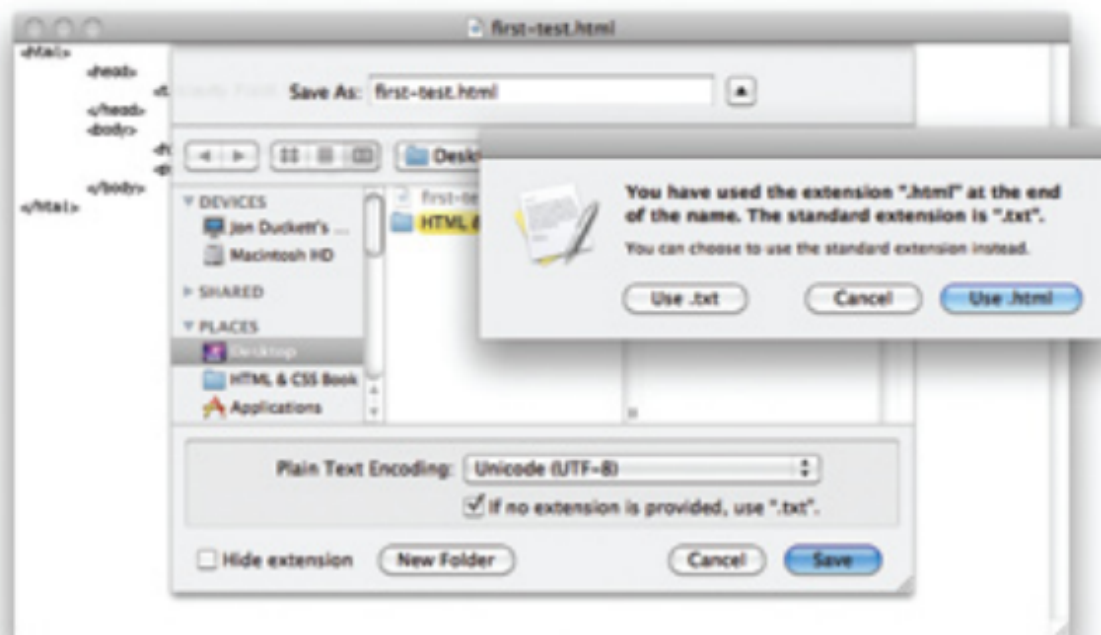 first-test.html
<html>
<head>
<t
</head>
<body>
<h
<p
</body>
</html>
Save As: first-test.html
Deskt
DEVICES
Jon Duckett's ...
Macintosh HD
SHARED
PLACES
Desktop
HTML & CSS Book
Applications
first-te
HTML &
You have used the extension ".html" at the end
of the name. The standard extension is ".txt".
You can choose to use the standard extension instead.
Use .txt Cancel Use .html
Plain Text Encoding: Unicode (UTF-8)
If no extension is provided, use ".txt".
Hide extension New Folder Cancel Save